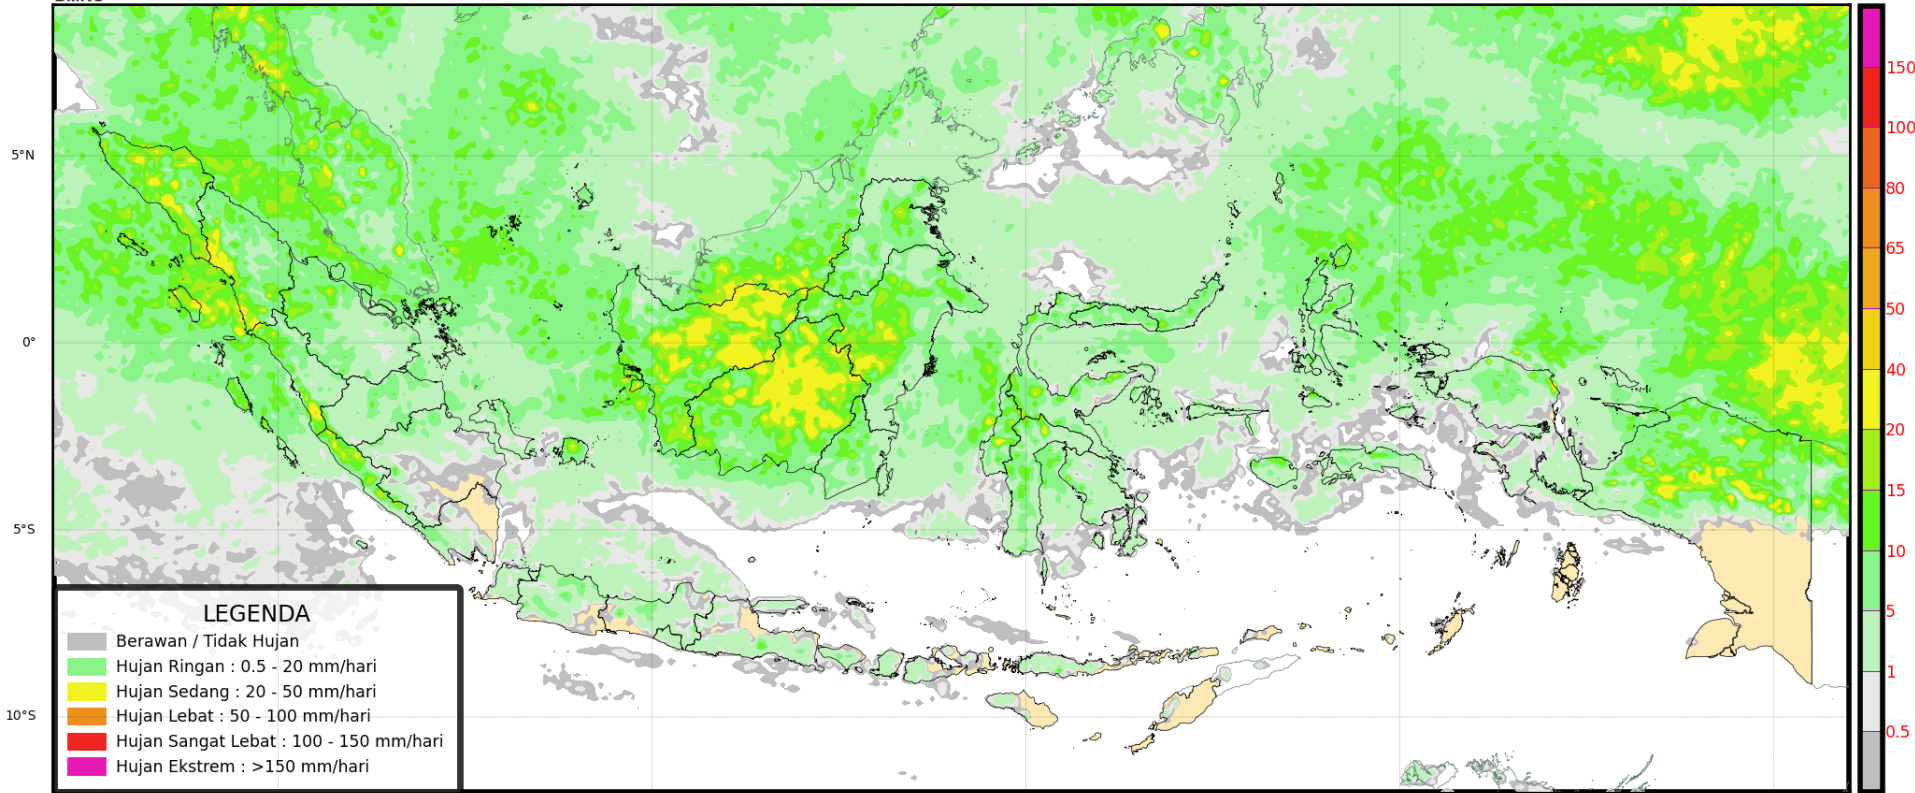 5°N
0°
5°S
10°S
LEGENDA
Berawan / Tidak Hujan
Hujan Ringan : 0.5 - 20 mm/hari
Hujan Sedang : 20 - 50 mm/hari
Hujan Lebat : 50 - 100 mm/hari
Hujan Sangat Lebat : 100 - 150 mm/hari
Hujan Ekstrem : >150 mm/hari
150
100
80
65
50
40
20
15
10
5
1
0.5